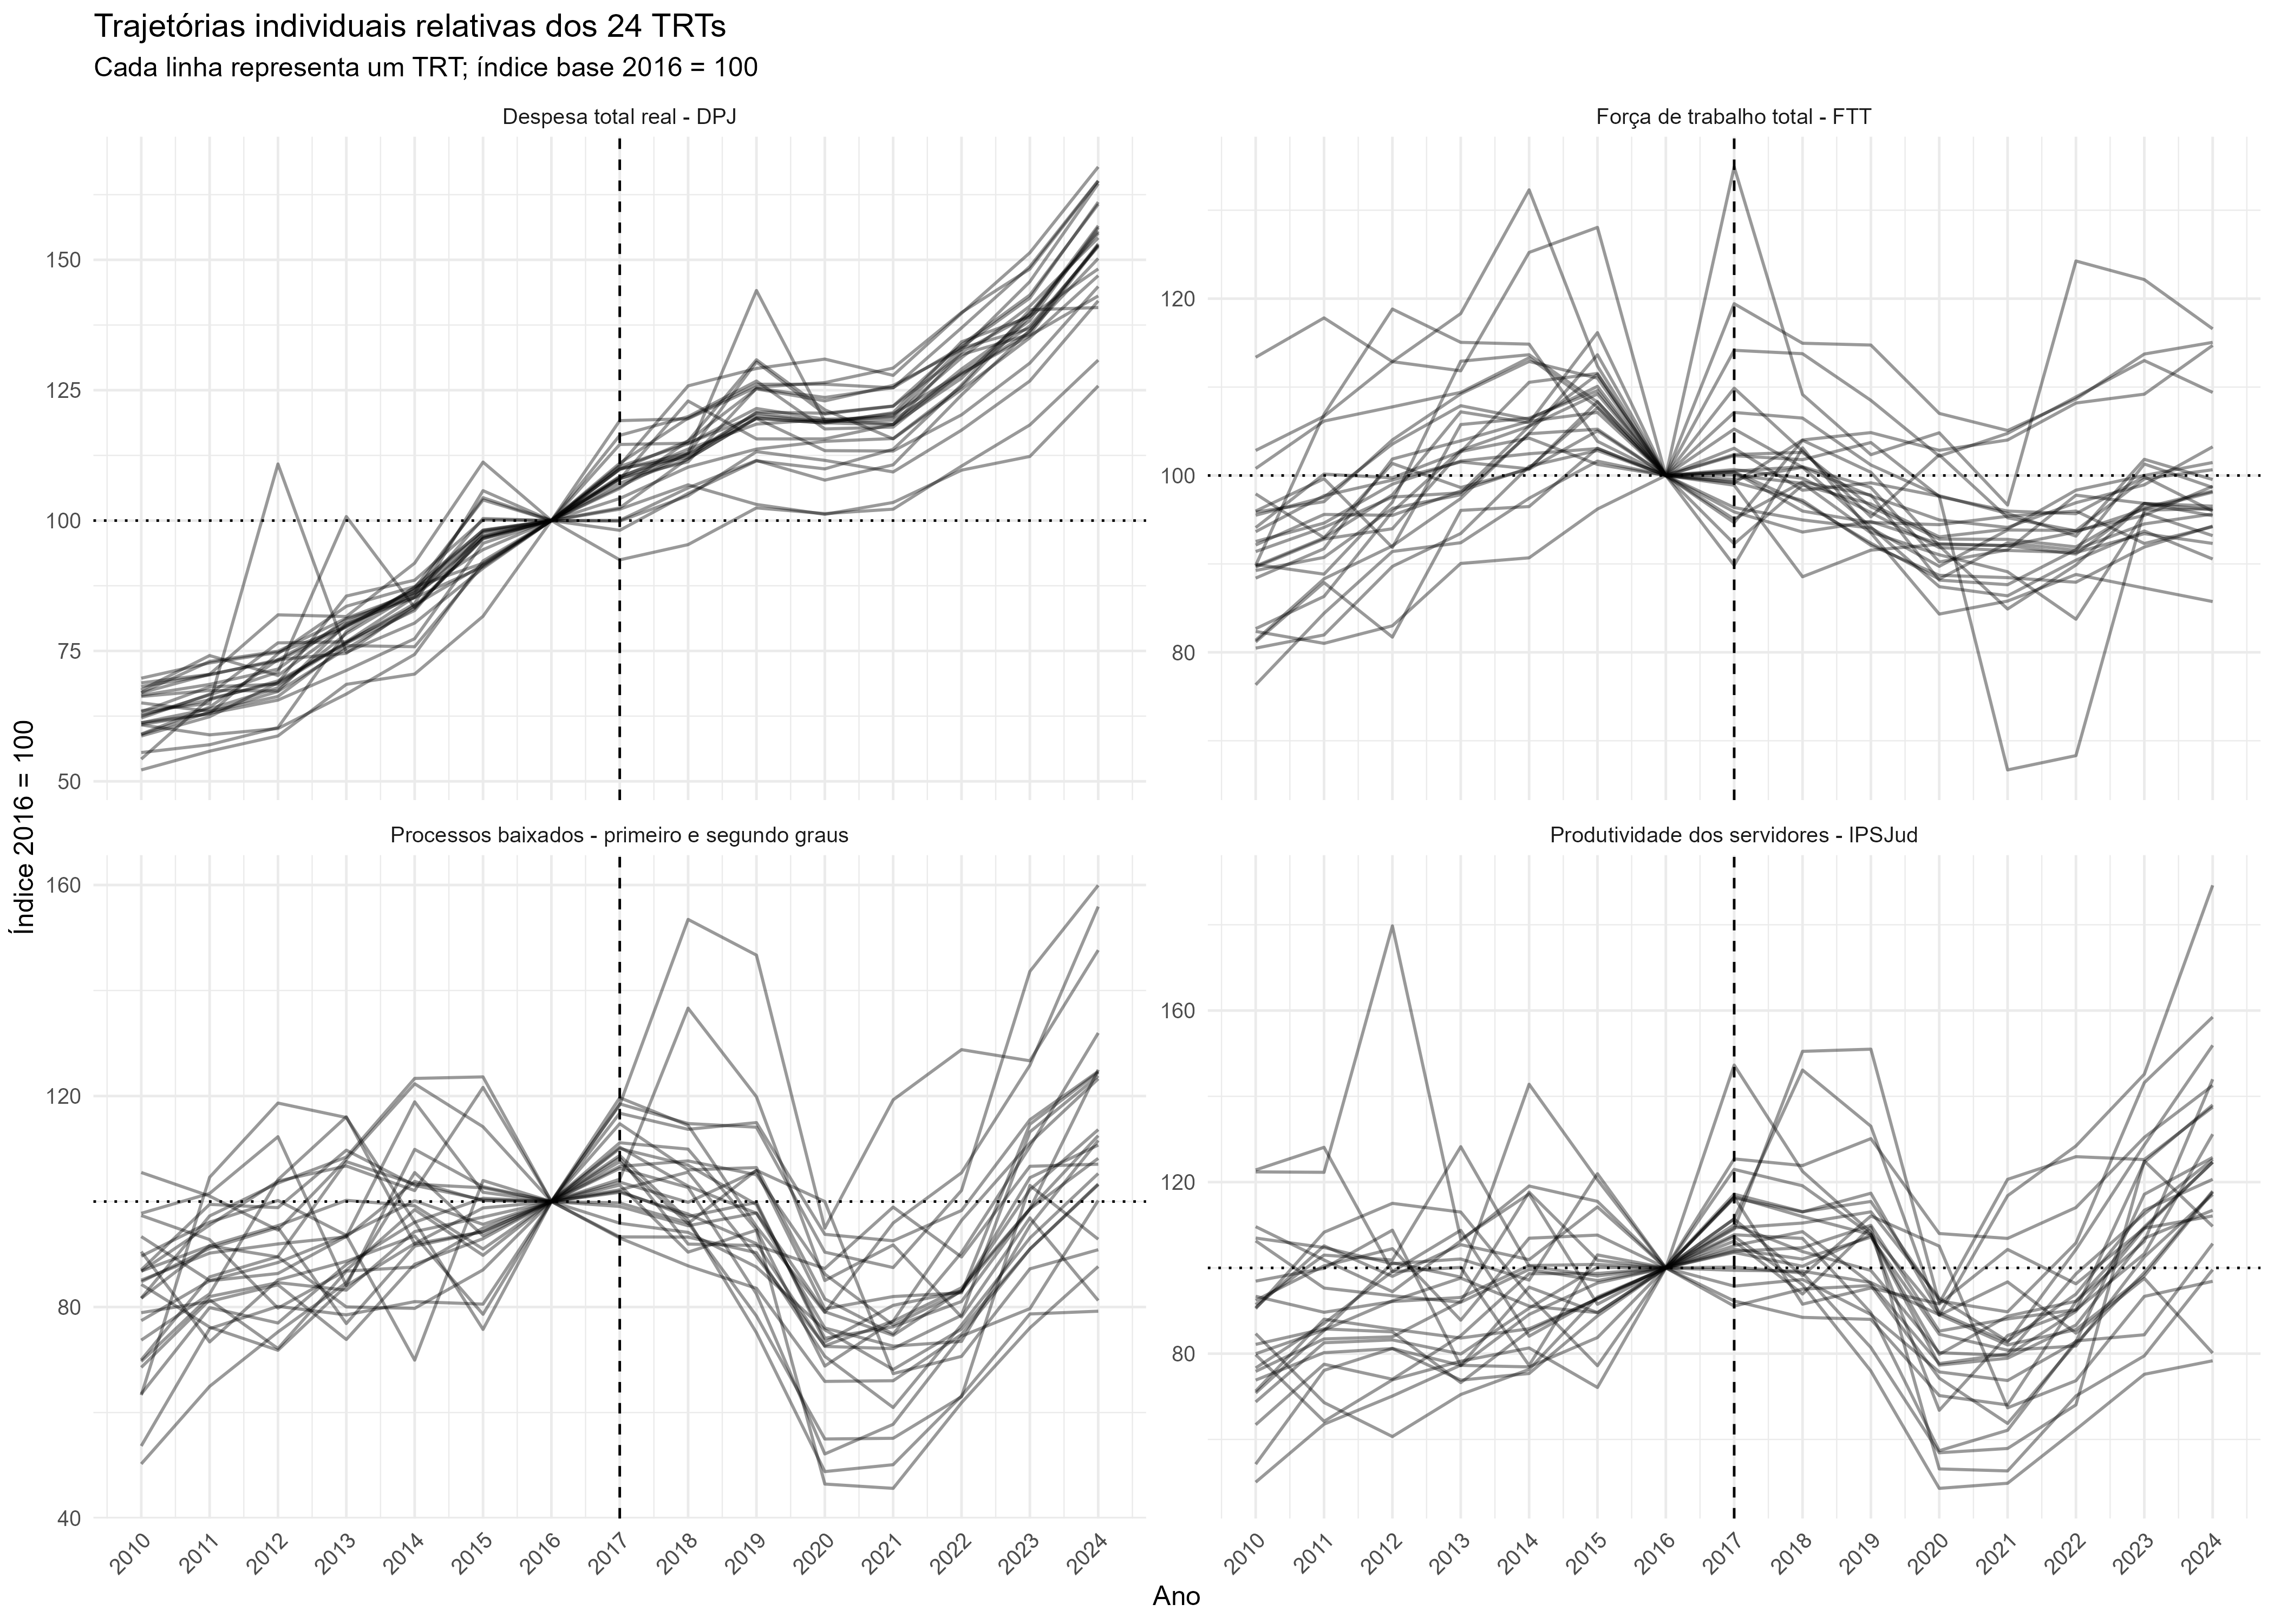 Trajetórias individuais relativas dos 24 TRTs
Cada linha representa um TRT; índice base 2016 = 100
Despesa total real - DPJ
Força de trabalho total - FTT
150
125
100
75
50
120
100
80
Índice 2016 = 100
Processos baixados - primeiro e segundo graus
Produtividade dos servidores - IPSJud
160
120
80
40
160
120
80
2010 2011 2012 2013 2014 2015 2016 2017 2018 2019 2020 2021 2022 2023 2024
2010 2011 2012 2013 2014 2015 2016 2017 2018 2019 2020 2021 2022 2023 2024
Ano